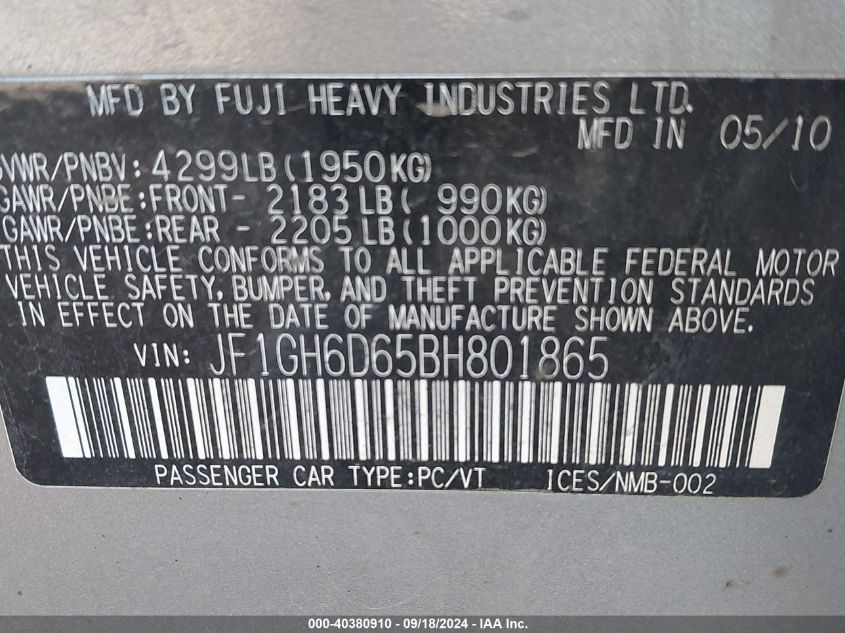 MFD BY FUJI HEAVY INDUSTRIES LTD.
MFD IN 05/10
GVWR/PNBV: 4299LB(1950KG)
GAWR/PNBE:FRONT- 2183LB( 990KG)
GAWR/PNBE:REAR - 2205LB(1000KG)
THIS VEHICLE CONFORMS TO ALL APPLICABLE FEDERAL MOTOR
VEHICLE SAFETY, BUMPER, AND THEFT PREVENTION STANDARDS
IN EFFECT ON THE DATE OF MANUFACTURE SHOWN ABOVE.
VIN: JF1GH6D65BH801865
PASSENGER CAR TYPE:PC/VT ICES/NMB-002
000-40380910 - 09/18/2024 - IAAI.COM